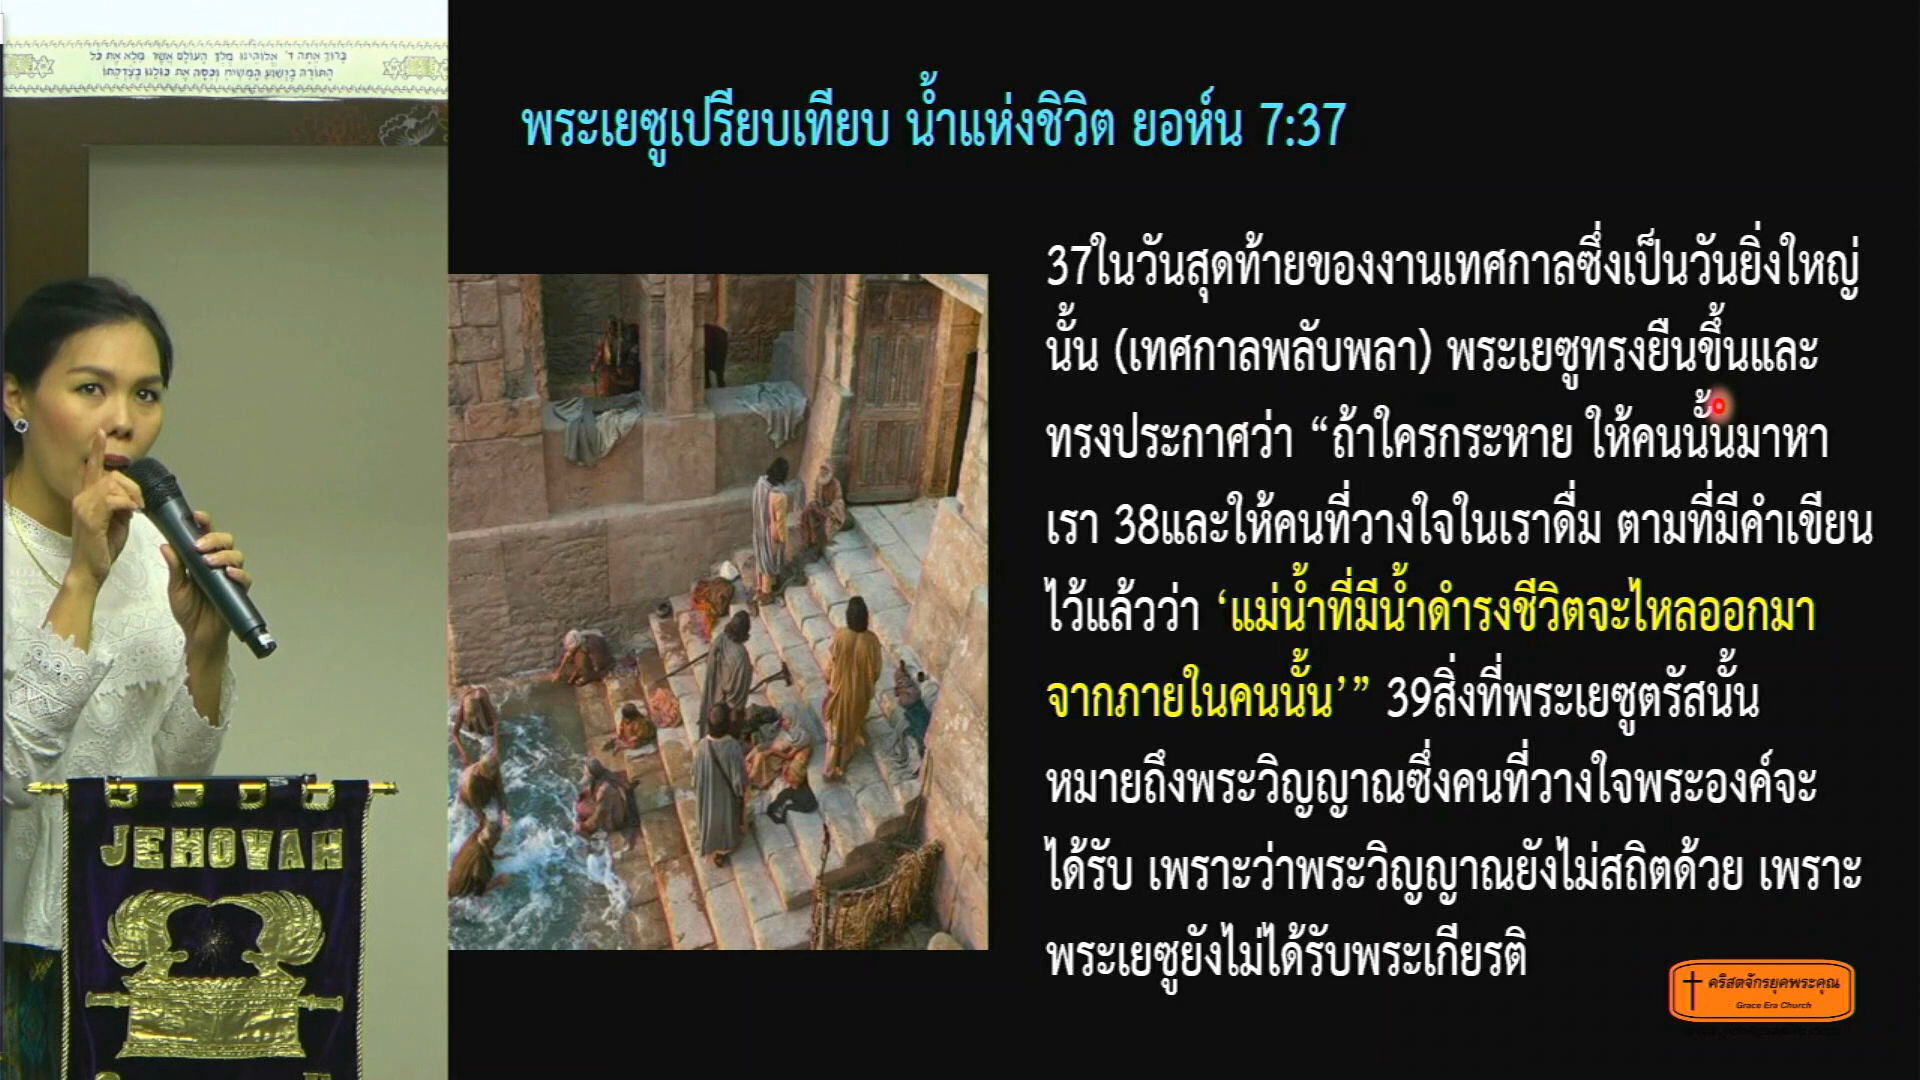 ברוך אתה ד' אלוהינו מלך העולם אשר מלא את כל
התורה בישוע המשיח וכסה את כולנו בצדקתו
พระเยซูเปรียบเทียบ น้ำแห่งชิวิต ยอห์น 7:37
37ในวันสุดท้ายของงานเทศกาลซึ่งเป็นวันยิ่งใหญ่
นั้น (เทศกาลพลับพลา) พระเยซูทรงยืนขึ้นและ
ทรงประกาศว่า “ถ้าใครกระหาย ให้คนนั้นมาหา
เรา 38และให้คนที่วางใจในเราดื่ม ตามที่มีคำเขียน
ไว้แล้วว่า ‘แม่น้ำที่มีน้ำดำรงชีวิตจะไหลออกมา
จากภายในคนนั้น’” 39สิ่งที่พระเยซูตรัสนั้น
หมายถึงพระวิญญาณซึ่งคนที่วางใจพระองค์จะ
ได้รับ เพราะว่าพระวิญญาณยังไม่สถิตด้วย เพราะ
พระเยซูยังไม่ได้รับพระเกียรติ
JEHOVAH
คริสตจักรยุคพระคุณ
Grace Era Church